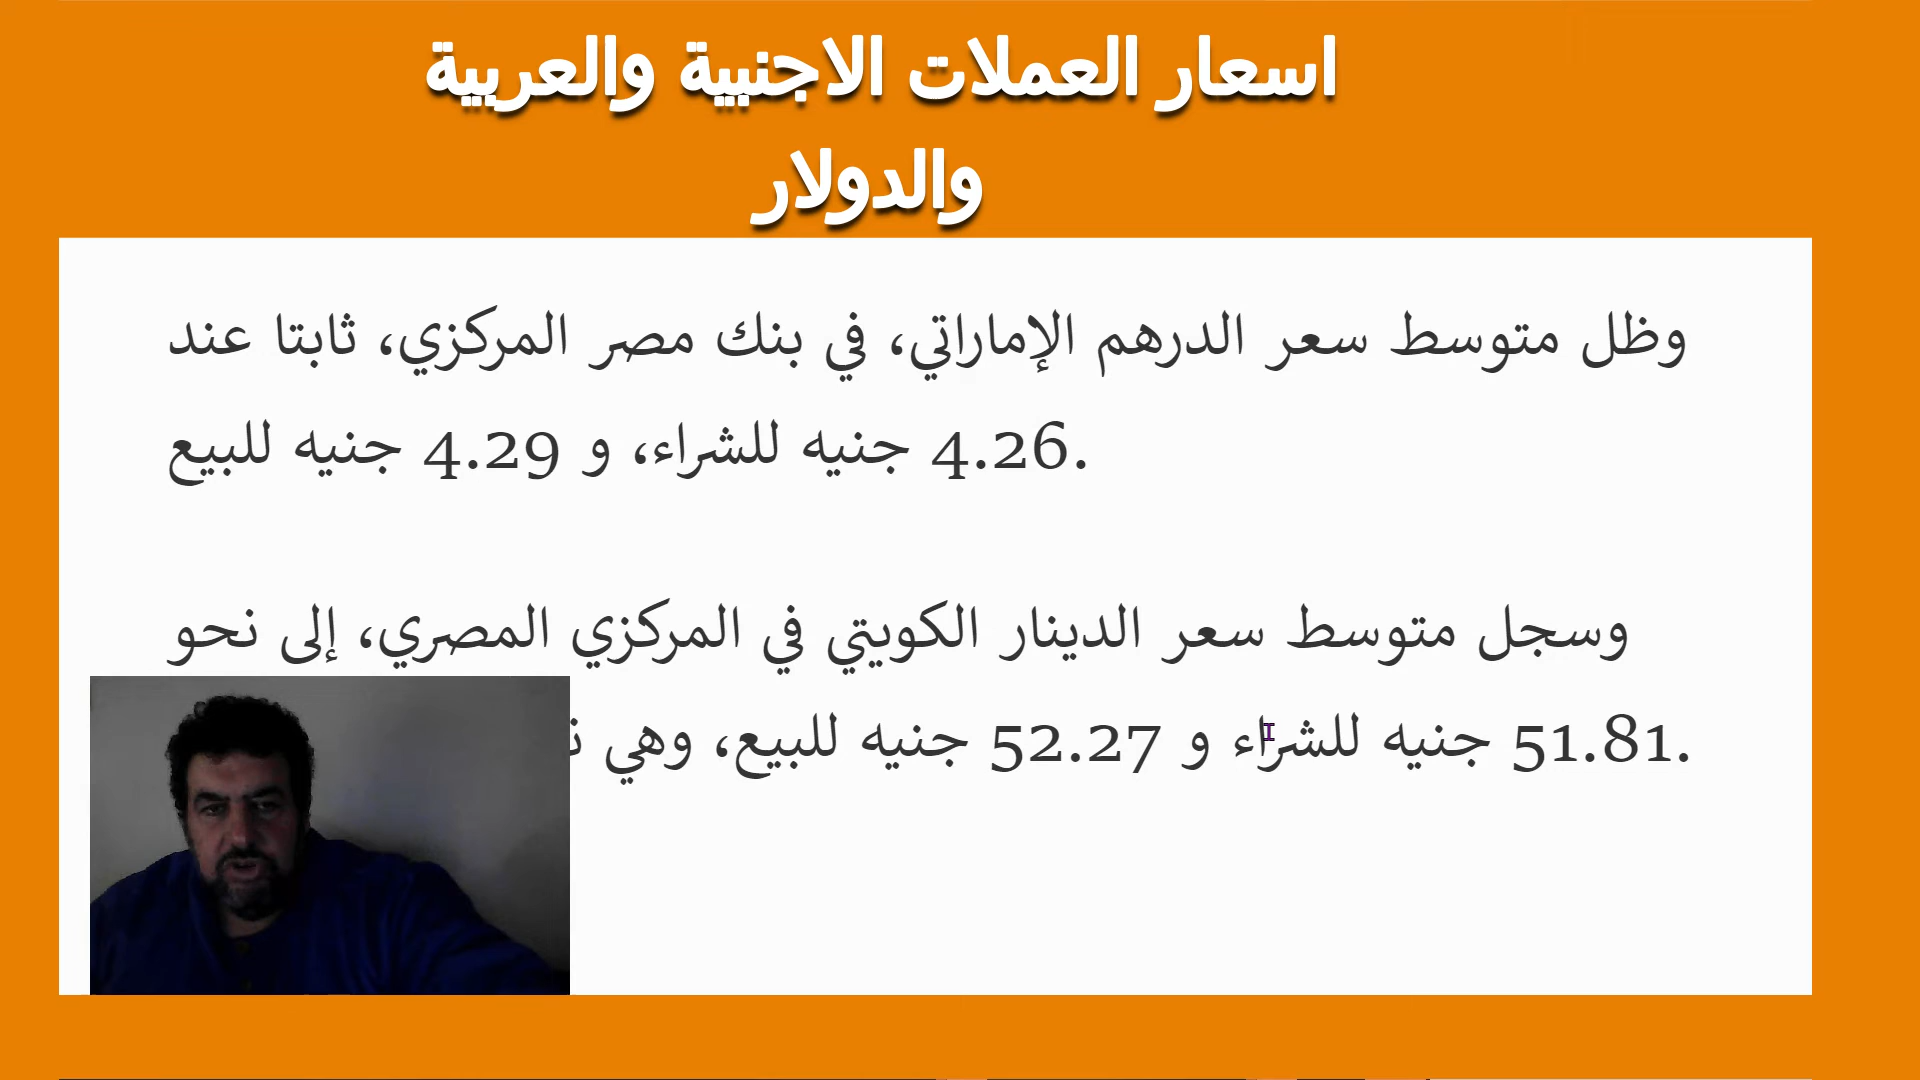 اسعار العملات الاجنبية والعربية
والدولار
وظل متوسط سعر الدرهم الإماراتي، في بنك مصر المركزي، ثابتا عند
.4.26 جنيه للشراء، و 4.29 جنيه للبيع
وسجل متوسط سعر الدينار الكويتي في المركزي المصري، إلى نحو
.51.81 جنيه للشراء و 52.27 جنيه للبيع، وهي